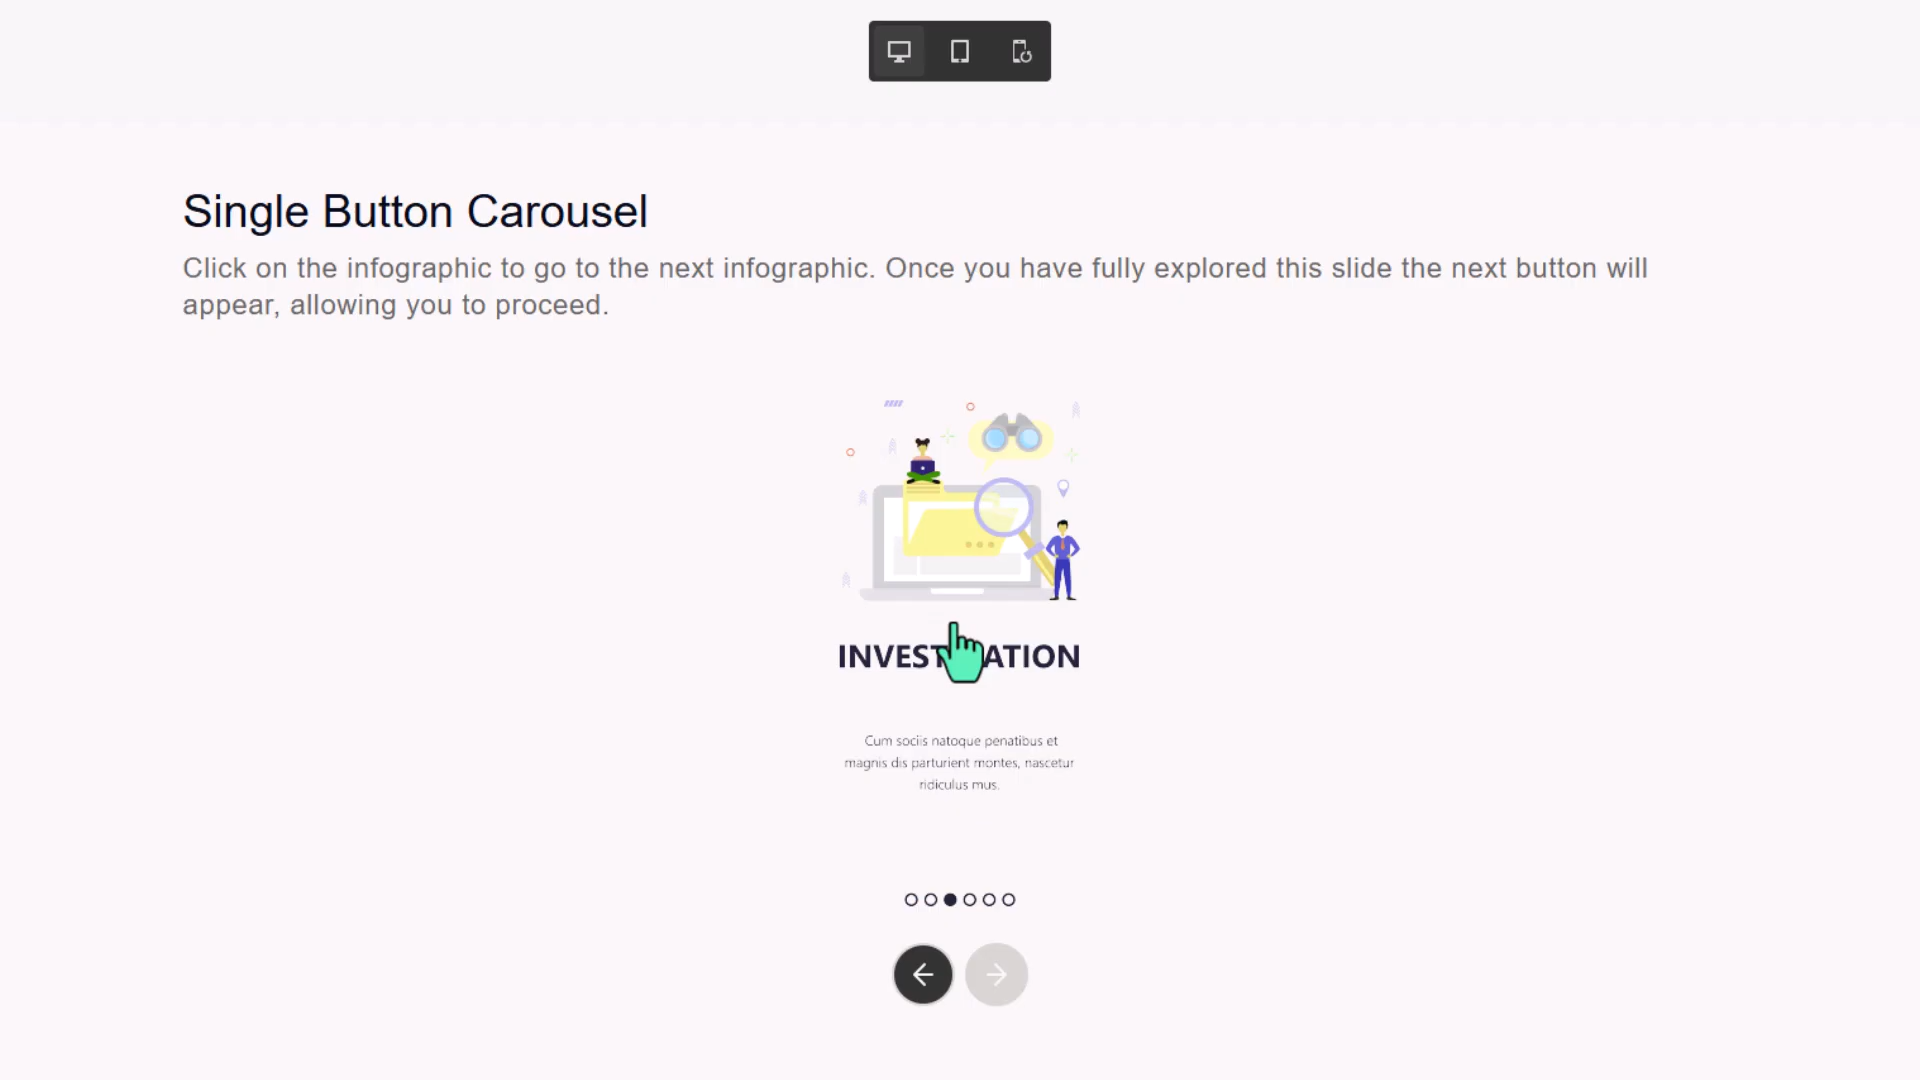 Single Button Carousel
Click on the infographic to go to the next infographic. Once you have fully explored this slide the next button will
appear, allowing you to proceed.
Cum sociis natoque penatibus et
magnis dis parturient montes, nascetur
ridiculus mus.